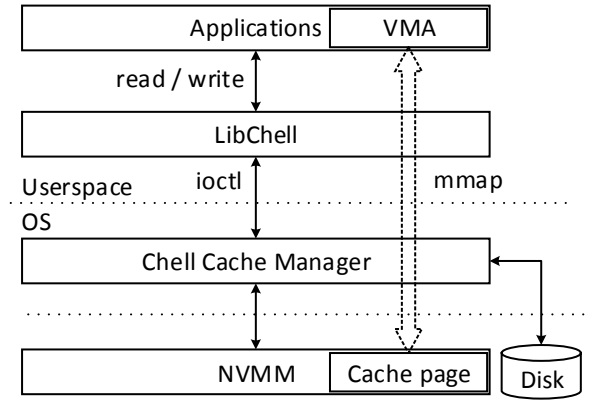 Applications VMA
read / write
LibChell
Userspace ioctl mmap
OS
Chell Cache Manager
NVMM Cache page Disk